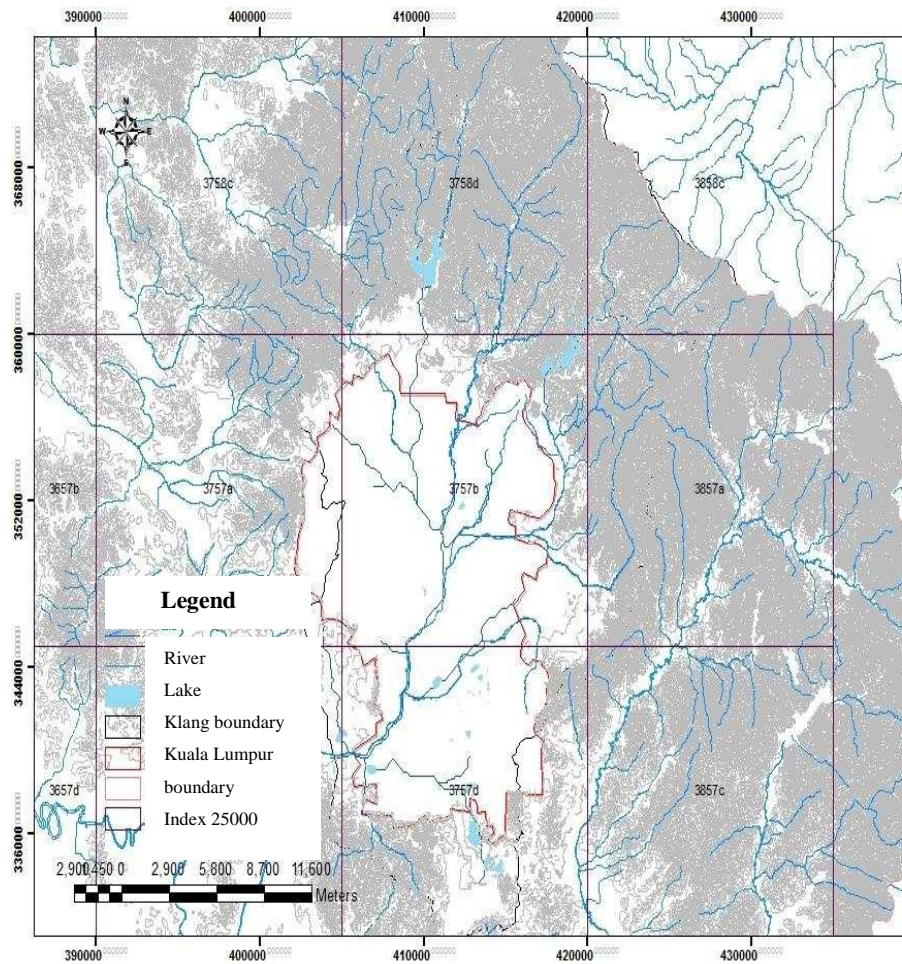 390000 400000 410000 420000 430000
N
W E
S
368000
3758c 3758d 3858c
360000
352000
3657b 3757a 3757b 3857a
344000
336000
3657d 3757d 3857c
Legend
River
Lake
Klang boundary
Kuala Lumpur
boundary
Index 25000
2,900 1,450 0 2,900 5,800 8,700 11,600
Meters
390000 400000 410000 420000 430000